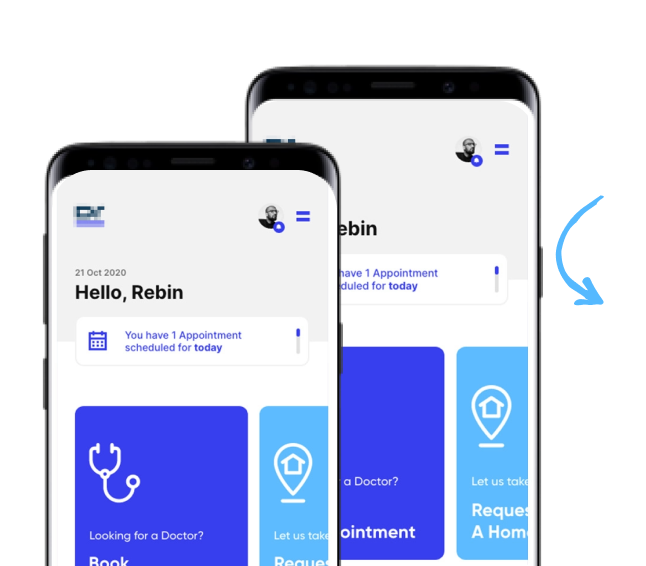 21 Oct 2020
Hello, Rebin
You have 1 Appointment
scheduled for today
Looking for a Doctor?
Book
Let us take
Reques
ebin
have 1 Appointment
duled for today
a Doctor?
ointment
Let us take
Reques
A Hom